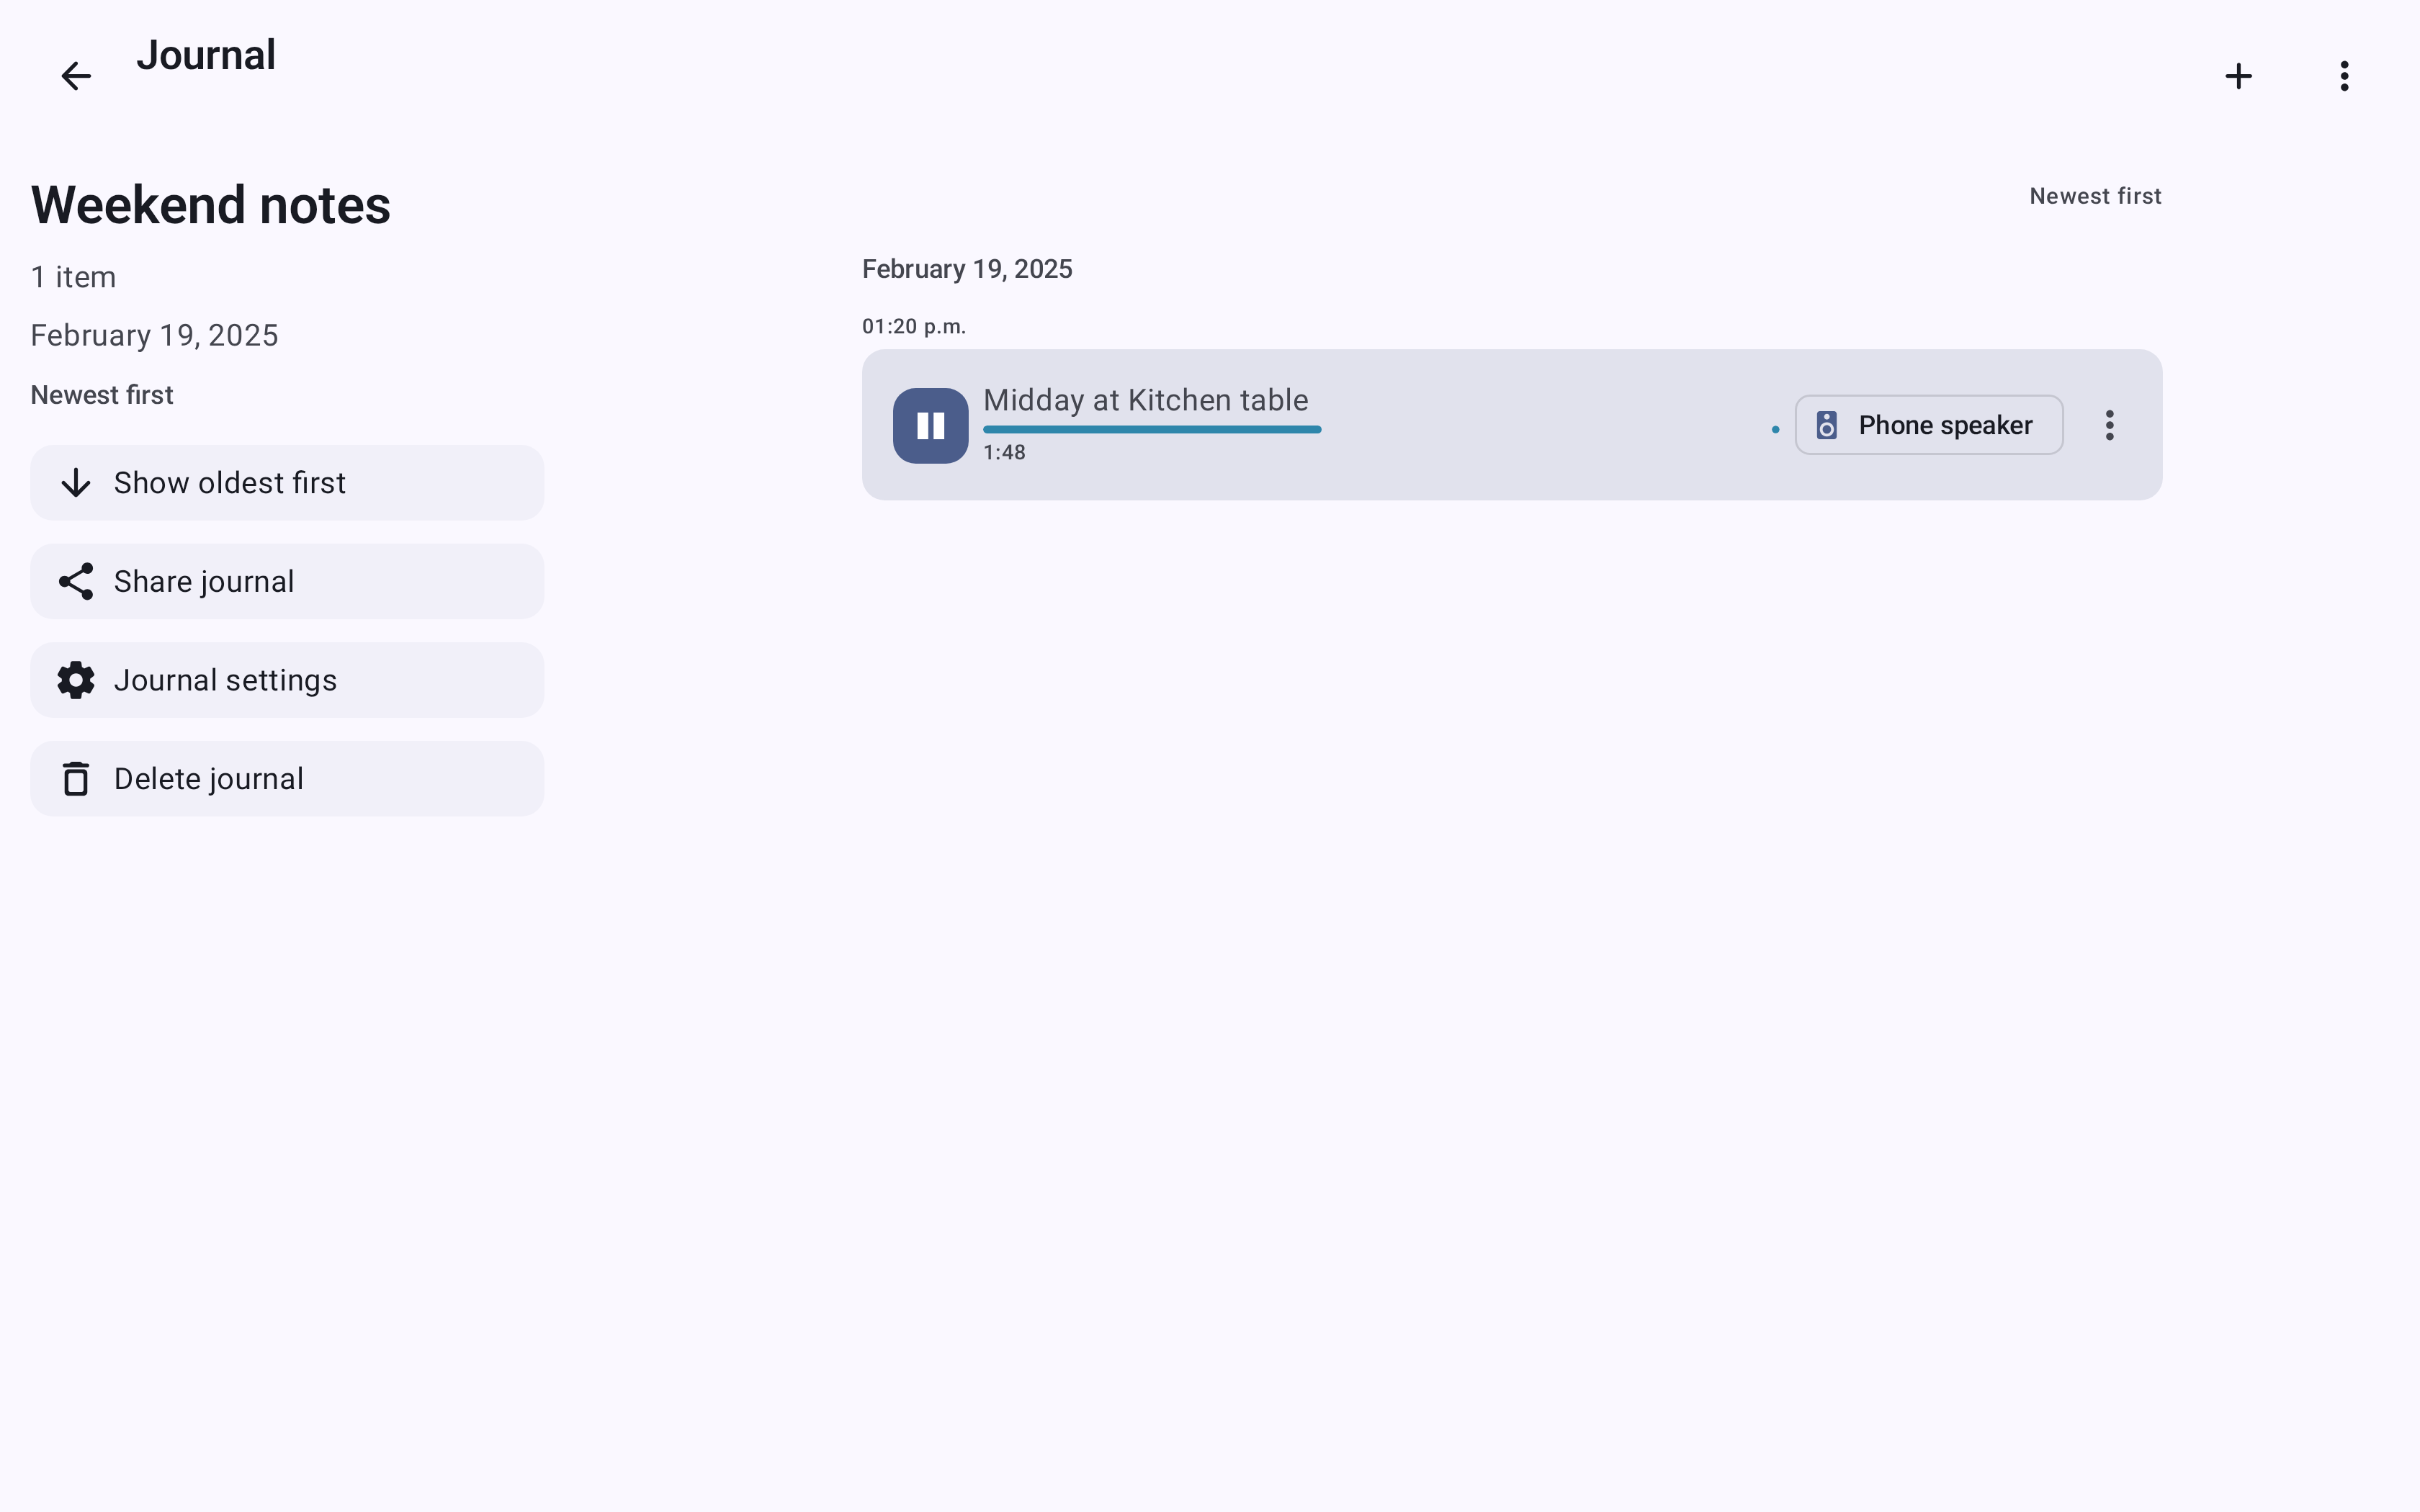 Journal
Weekend notes
1 item
February 19, 2025
Newest first
Show oldest first
Share journal
Journal settings
Delete journal
Newest first
February 19, 2025
01:20 p.m.
Midday at Kitchen table
1:48
Phone speaker